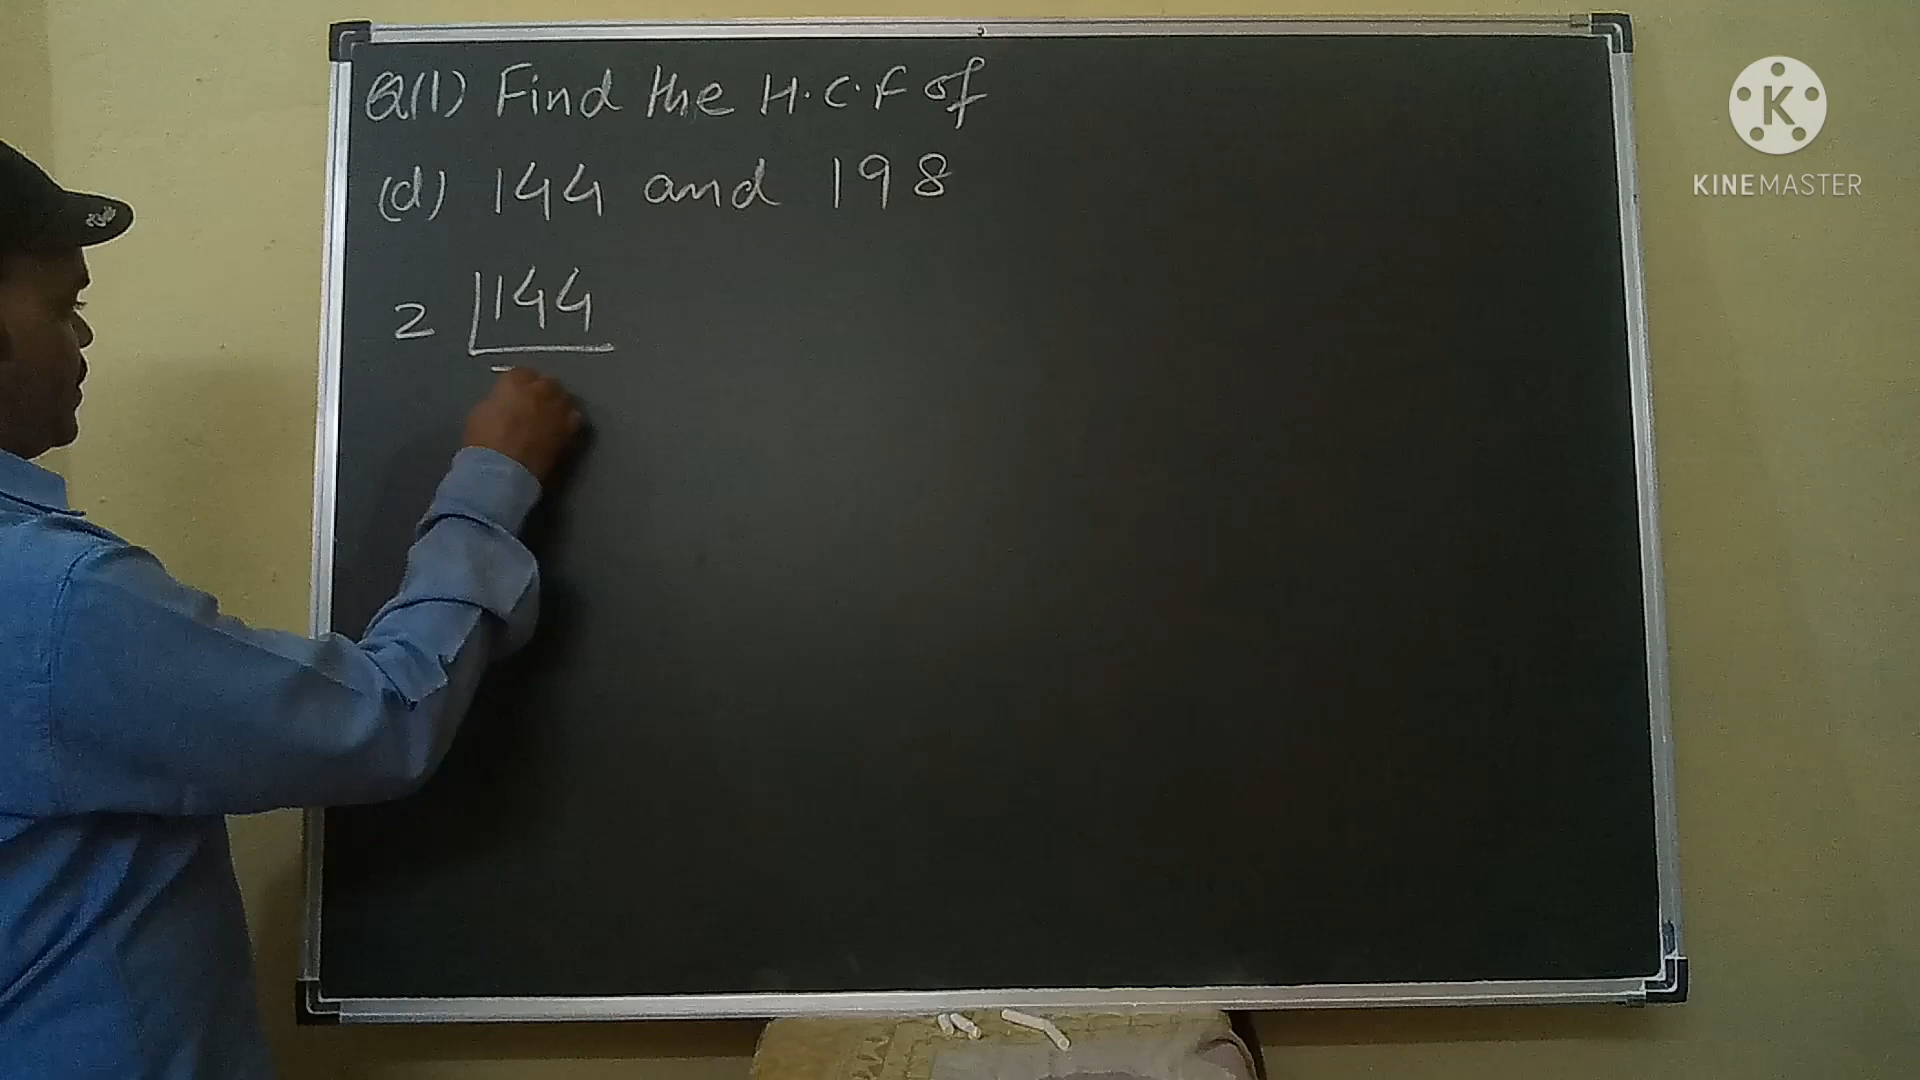 Q(1) Find the H.C.F of
(d) 144 and 198
2 144
K
KINEMASTER